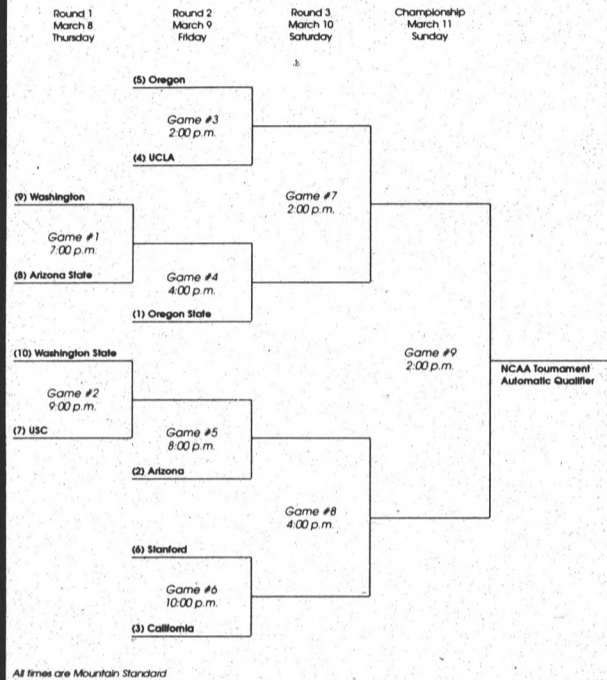 Round 1
March 8
Thursday
Round 2
March 9
Friday
Round 3
March 10
Saturday
Championship
March 11
Sunday
(5) Oregon
Game #3
2:00 p.m.
(4) UCLA
(9) Washington
Game #1
7:00 p.m.
(8) Arizona State
Game #7
2:00 p.m.
Game #4
4:00 p.m.
(1) Oregon State
(10) Washington State
Game #2
9:00 p.m.
(7) USC
Game #9
2:00 p.m.
NCAA Tournament
Automatic Qualifier
Game #5
8:00 p.m.
(2) Arizona
Game #8
4:00 p.m.
(6) Stanford
Game #6
10:00 p.m.
(3) California
All times are Mountain Standard